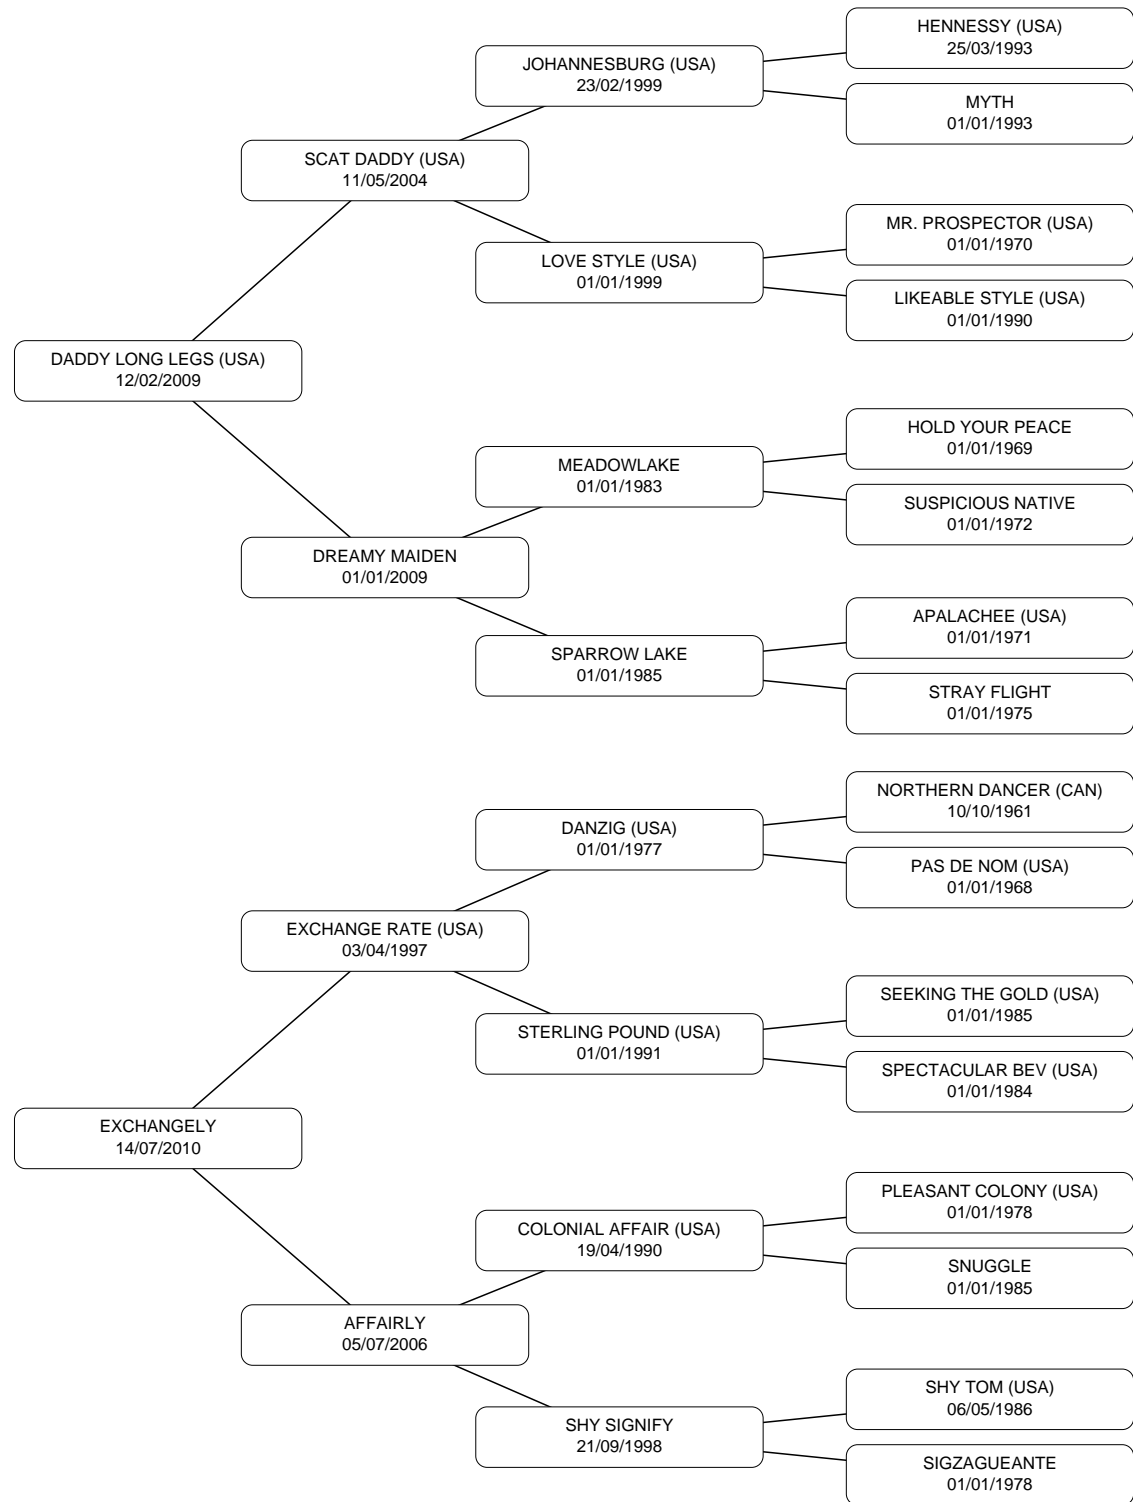 HENNESSY (USA)
25/03/1993
JOHANNESBURG (USA)
23/02/1999
MYTH
01/01/1993
SCAT DADDY (USA)
11/05/2004
MR. PROSPECTOR (USA)
01/01/1970
LOVE STYLE (USA)
01/01/1999
LIKEABLE STYLE (USA)
01/01/1990
DADDY LONG LEGS (USA)
12/02/2009
HOLD YOUR PEACE
01/01/1969
MEADOWLAKE
01/01/1983
SUSPICIOUS NATIVE
01/01/1972
DREAMY MAIDEN
01/01/2009
APALACHEE (USA)
01/01/1971
SPARROW LAKE
01/01/1985
STRAY FLIGHT
01/01/1975
NORTHERN DANCER (CAN)
10/10/1961
DANZIG (USA)
01/01/1977
PAS DE NOM (USA)
01/01/1968
EXCHANGE RATE (USA)
03/04/1997
SEEKING THE GOLD (USA)
01/01/1985
STERLING POUND (USA)
01/01/1991
SPECTACULAR BEV (USA)
01/01/1984
EXCHANGELY
14/07/2010
PLEASANT COLONY (USA)
01/01/1978
COLONIAL AFFAIR (USA)
19/04/1990
SNUGGLE
01/01/1985
AFFAIRLY
05/07/2006
SHY TOM (USA)
06/05/1986
SHY SIGNIFY
21/09/1998
SIGZAGUEANTE
01/01/1978